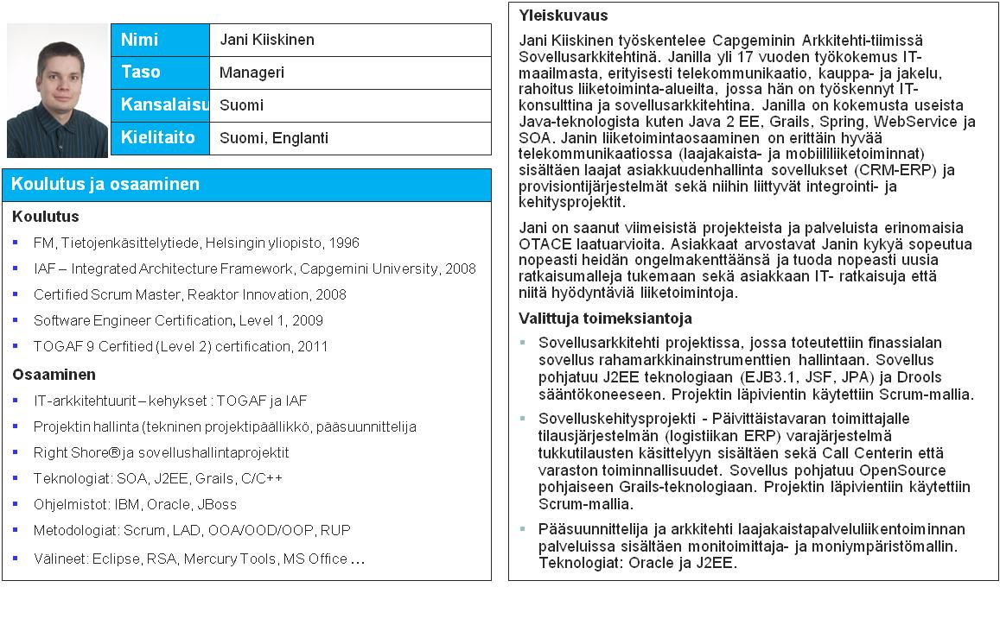 Nimi Jani Kiiskinen
Taso Manageri
Kansalaisu Suomi
Kielitaito Suomi, Englanti
Koulutus ja osaaminen
Koulutus
FM, Tietojenkäsittelytiede, Helsingin yliopisto, 1996
IAF – Integrated Architecture Framework, Capgemini University, 2008
Certified Scrum Master, Reaktor Innovation, 2008
Software Engineer Certification, Level 1, 2009
TOGAF 9 Cerfitied (Level 2) certification, 2011
Osaaminen
IT-arkkitehtuurit – kehykset : TOGAF ja IAF
Projektin hallinta (tekninen projektipäällikkö, pääsuunnittelija
Right Shore® ja sovellushallintaprojektit
Teknologiat: SOA, J2EE, Grails, C/C++
Ohjelmistot: IBM, Oracle, JBoss
Metodologiat: Scrum, LAD, OOA/OOD/OOP, RUP
Välineet: Eclipse, RSA, Mercury Tools, MS Office …
Yleiskuvaus
Jani Kiiskinen työskentelee Capgeminin Arkkitehti-tiimissä
Sovellusarkkitehtinä. Janilla yli 17 vuoden työkokemus IT-
maailmasta, erityisesti telekommunikaatio, kauppa- ja jakelu,
rahoitus liiketoiminta-alueilta, jossa hän on työskennyt IT-
konsulttina ja sovellusarkkitehtina. Janilla on kokemusta useista
Java-teknologista kuten Java 2 EE, Grails, Spring, WebService ja
SOA. Janin liiketoimintaosaaminen on erittäin hyvää
telekommunikaatiossa (laajakaista- ja mobiililiiketoiminnat)
sisältäen laajat asiakkuudenhallinta sovellukset (CRM-ERP) ja
provisiontijärjestelmät sekä niihin liittyvät integrointi- ja
kehitysprojektit.
Jani on saanut viimeisistä projekteista ja palveluista erinomaisia
OTACE laatuarvioita. Asiakkaat arvostavat Janin kykyä sopeutua
nopeasti heidän ongelmakenttäänsä ja tuoda nopeasti uusia
ratkaisumalleja tukemaan sekä asiakkaan IT- ratkaisuja että
niitä hyödyntäviä liiketoimintoja.
Valittuja toimeksiantoja
Sovellusarkkitehti projektissa, jossa toteutettiin finassialan
sovellus rahamarkkinainstrumenttien hallintaan. Sovellus
pohjatuu J2EE teknologiaan (EJB3.1, JSF, JPA) ja Drools
sääntökoneeseen. Projektin läpivientin käytettiin Scrum-mallia.
Sovelluskehitysprojekti - Päivittäistavaran toimittajalle
tilausjärjestelmän (logistiikan ERP) varajärjestelmä
tukkutilausten käsittelyyn sisältäen sekä Call Centerin että
varaston toiminnallisuudet. Sovellus pohjatuu OpenSource
pohjaiseen Grails-teknologiaan. Projektin läpivientiin käytettiin
Scrum-mallia.
Pääsuunnittelija ja arkkitehti laajakaistapalveluliikentoiminnan
palveluissa sisältäen monitoimittaja- ja moniympäristömallin.
Teknologiat: Oracle ja J2EE.